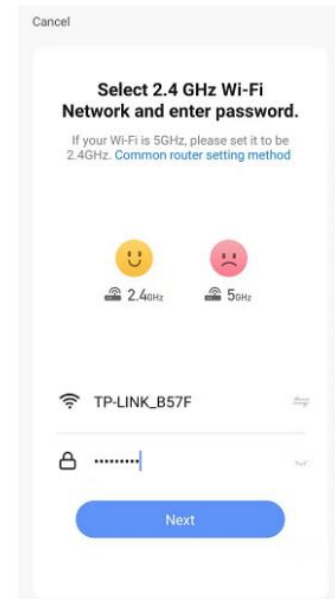 Cancel
Select 2.4 GHz Wi-Fi
Network and enter password.
If your Wi-Fi is 5GHz, please set it to be
2.4GHz. Common router setting method
2.4GHz 5GHz
TP-LINK_B57F
•••••••••
Next